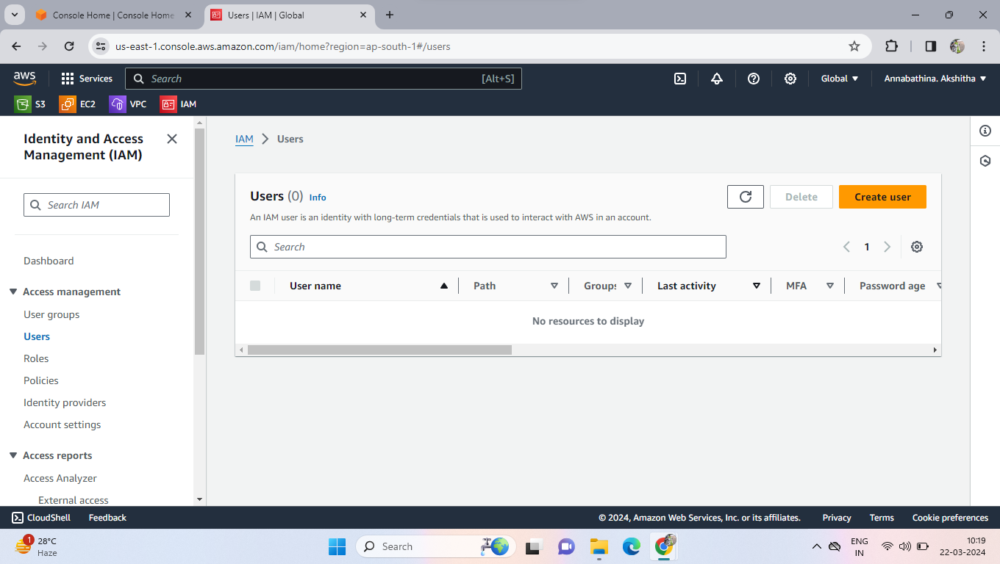 Console Home | Console Home
Users | IAM | Global
us-east-1.console.aws.amazon.com/iam/home?region=ap-south-1#/users
aws
Services
Search
[Alt+S]
Global
Annabathina. Akshitha
S3
EC2
VPC
IAM
Identity and Access
Management (IAM)
Search IAM
Dashboard
Access management
User groups
Users
Roles
Policies
Identity providers
Account settings
Access reports
Access Analyzer
External access
IAM > Users
Users (0) Info
Delete
Create user
An IAM user is an identity with long-term credentials that is used to interact with AWS in an account.
Search
1
User name
Path
Groups
Last activity
MFA
Password age
No resources to display
CloudShell
Feedback
© 2024, Amazon Web Services, Inc. or its affiliates.
Privacy
Terms
Cookie preferences
1
28°C
Haze
Search
ENG
IN
10:19
22-03-2024